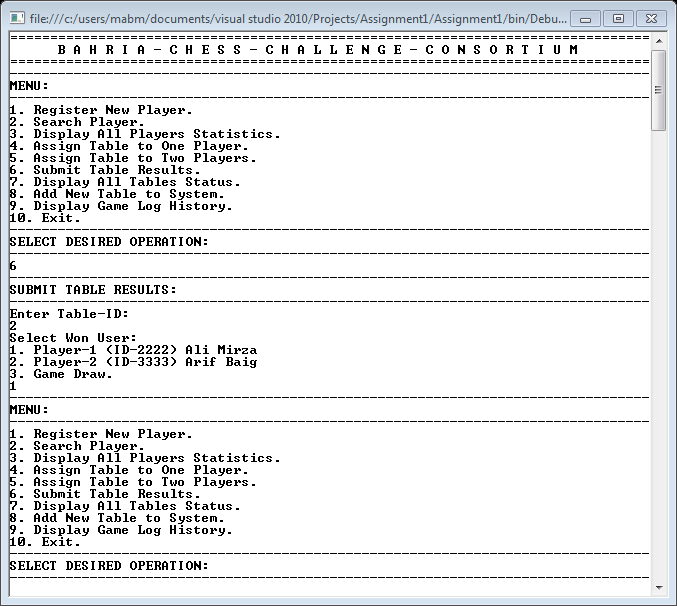 file:///c:/users/mabm/documents/visual studio 2010/Projects/Assignment1/Assignment1/bin/Debu...
B A H R I A - C H E S S - C H A L L E N G E - C O N S O R T I U M
MENU:
1. Register New Player.
2. Search Player.
3. Display All Players Statistics.
4. Assign Table to One Player.
5. Assign Table to Two Players.
6. Submit Table Results.
7. Display All Tables Status.
8. Add New Table to System.
9. Display Game Log History.
10. Exit.
SELECT DESIRED OPERATION:
6
SUBMIT TABLE RESULTS:
Enter Table-ID:
2
Select Won User:
1. Player-1 (ID-2222) Ali Mirza
2. Player-2 (ID-3333) Arif Baig
3. Game Draw.
1
MENU:
1. Register New Player.
2. Search Player.
3. Display All Players Statistics.
4. Assign Table to One Player.
5. Assign Table to Two Players.
6. Submit Table Results.
7. Display All Tables Status.
8. Add New Table to System.
9. Display Game Log History.
10. Exit.
SELECT DESIRED OPERATION: